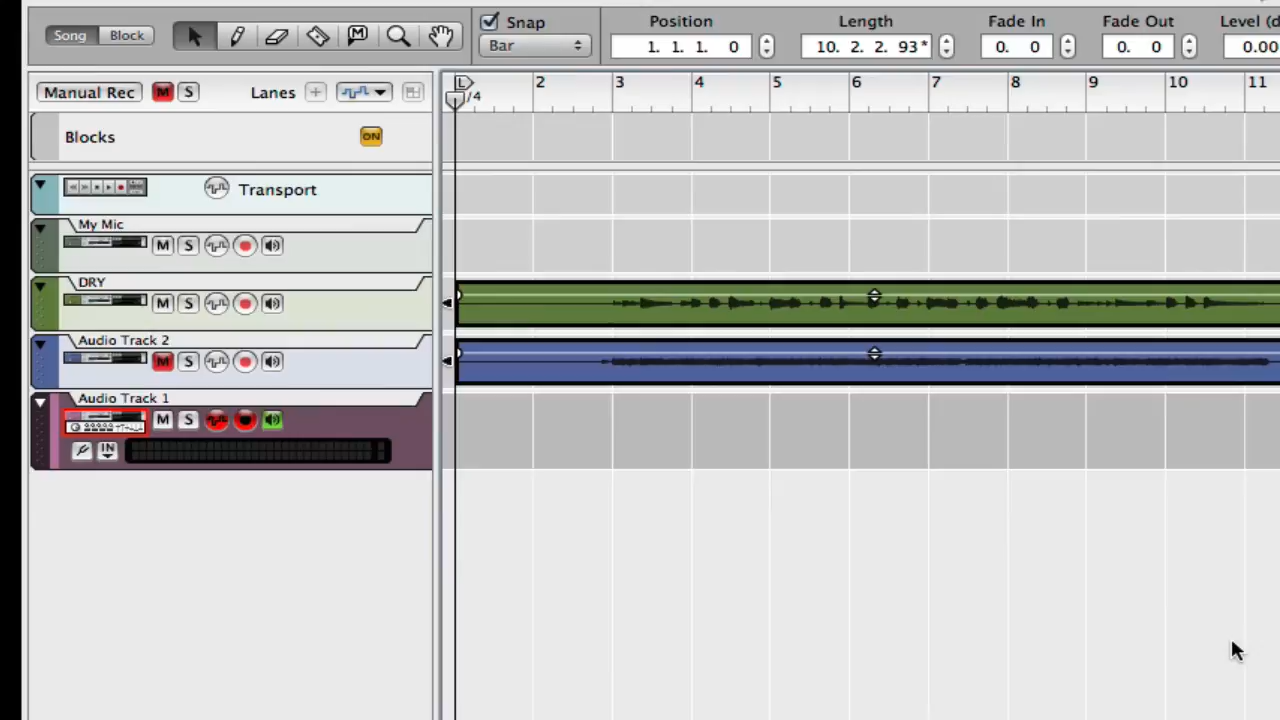 Song Block M Snap Position Length Fade In Fade Out Level (d
Bar 1. 1. 1. 0 10. 2. 2. 93* 0. 0 0. 0 0.00
Manual Rec M S Lanes + L 2 3 4 5 6 7 8 9 10 11
/4
Blocks ON
Transport
My Mic
M S
DRY
M S
Audio Track 2
M S
Audio Track 1
M S
IN